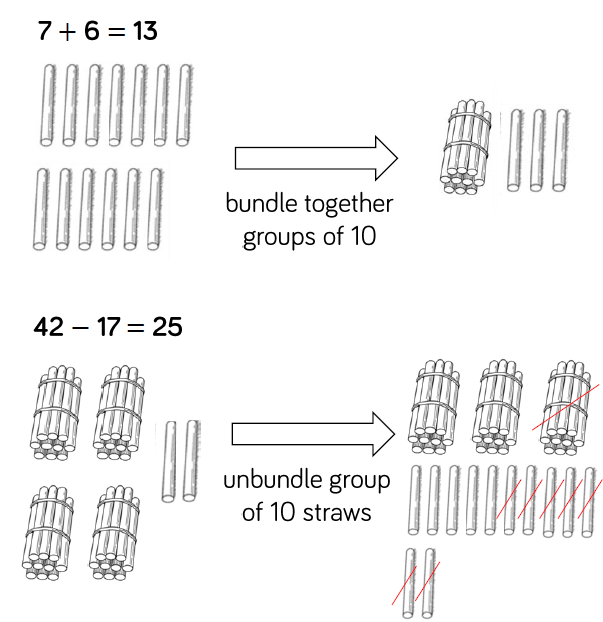 7 + 6 = 13
bundle together
groups of 10
42 – 17 = 25
unbundle group
of 10 straws